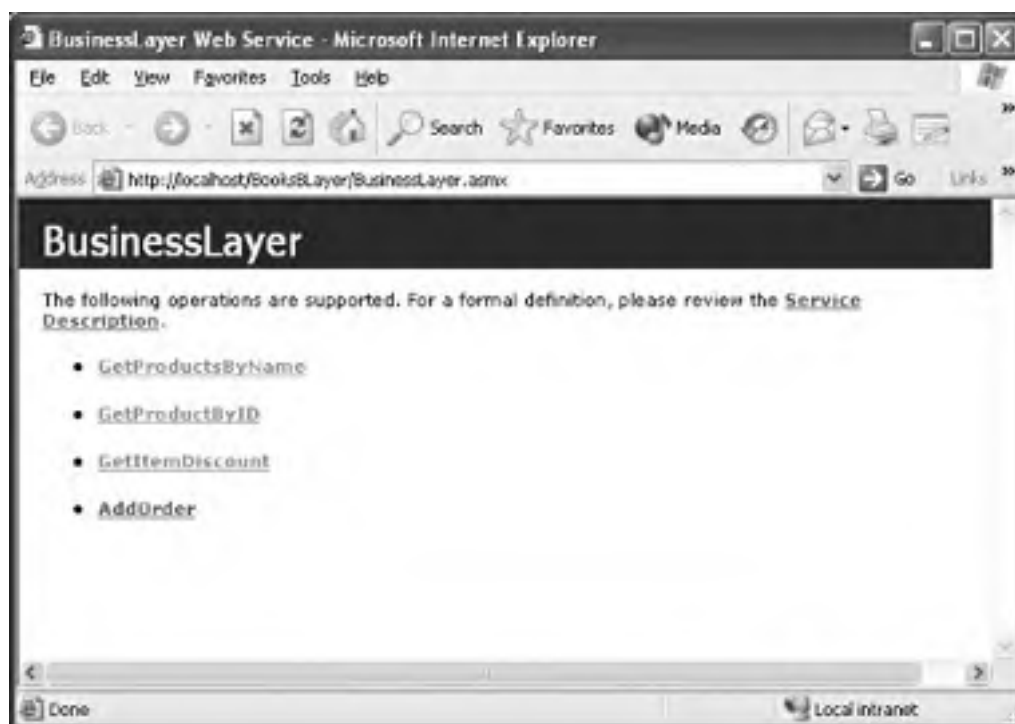 BusinessLayer Web Service - Microsoft Internet Explorer
File Edit View Favorites Tools Help
Back Search Favorites Media
Address http://localhost/BooksBLayer/BusinessLayer.asmx Go Links
BusinessLayer
The following operations are supported. For a formal definition, please review the Service
Description.
• GetProductsByName
• GetProductByID
• GetItemDiscount
• AddOrder
Done Local intranet